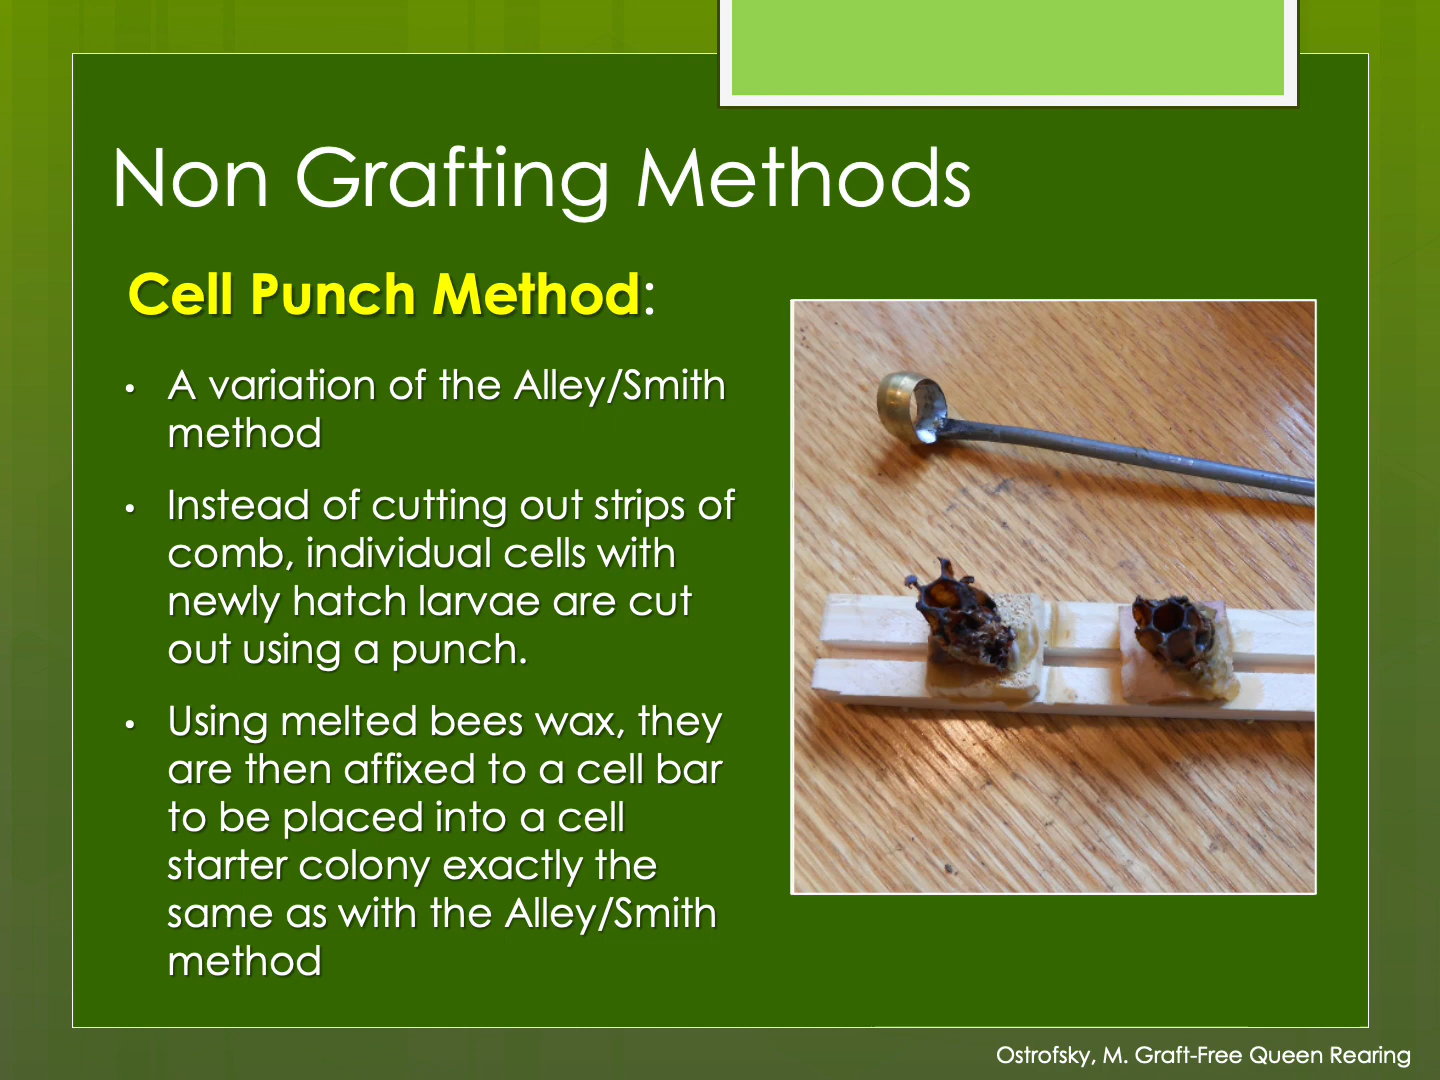 Non Grafting Methods
Cell Punch Method:
• A variation of the Alley/Smith
method
• Instead of cutting out strips of
comb, individual cells with
newly hatch larvae are cut
out using a punch.
• Using melted bees wax, they
are then affixed to a cell bar
to be placed into a cell
starter colony exactly the
same as with the Alley/Smith
method
Ostrofsky, M. Graft-Free Queen Rearing